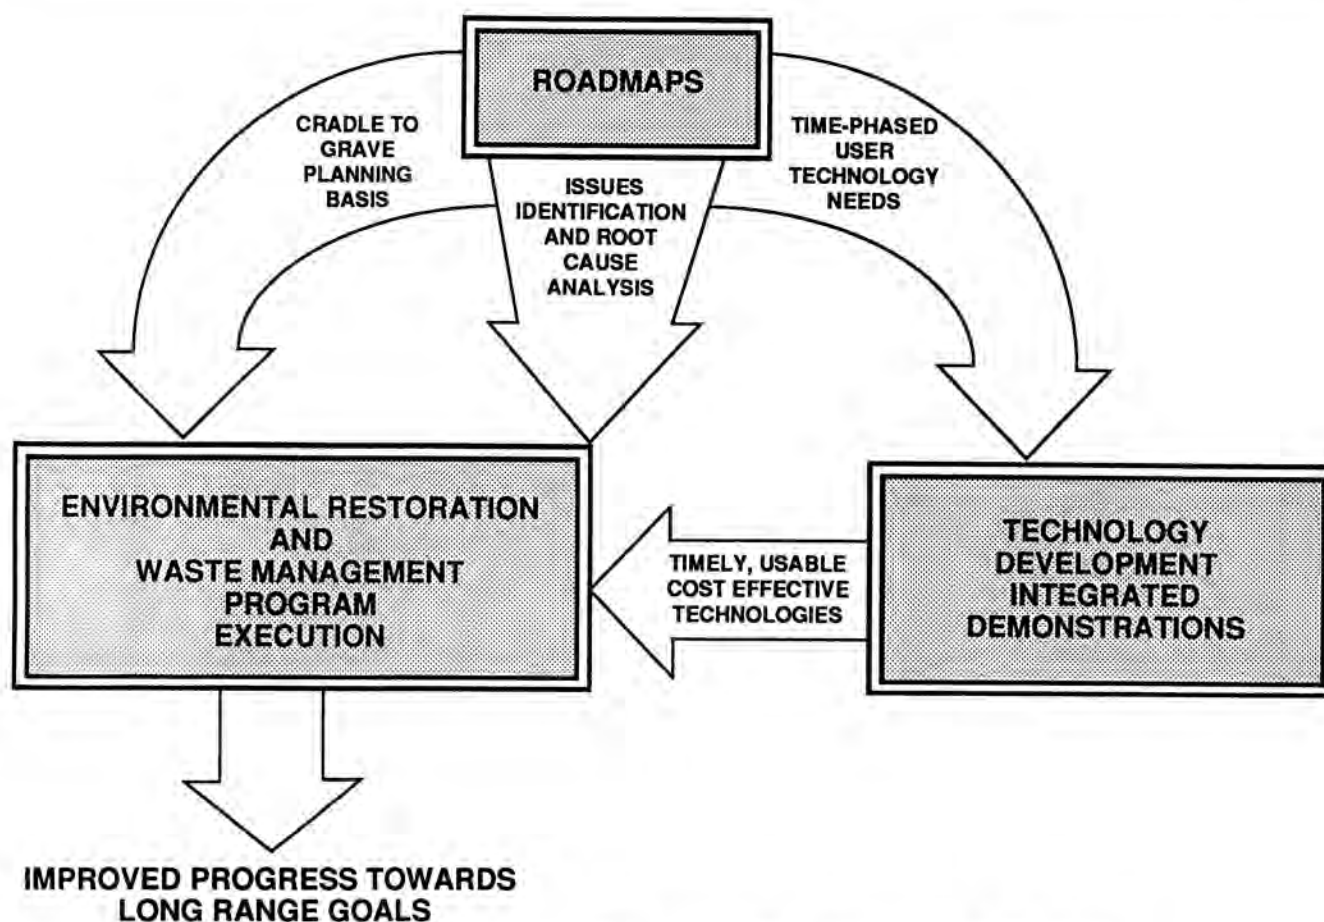 ROADMAPS
CRADLE TO
GRAVE
PLANNING
BASIS
ISSUES
IDENTIFICATION
AND ROOT
CAUSE
ANALYSIS
TIME-PHASED
USER
TECHNOLOGY
NEEDS
ENVIRONMENTAL RESTORATION
AND
WASTE MANAGEMENT
PROGRAM
EXECUTION
TIMELY, USABLE
COST EFFECTIVE
TECHNOLOGIES
TECHNOLOGY
DEVELOPMENT
INTEGRATED
DEMONSTRATIONS
IMPROVED PROGRESS TOWARDS
LONG RANGE GOALS